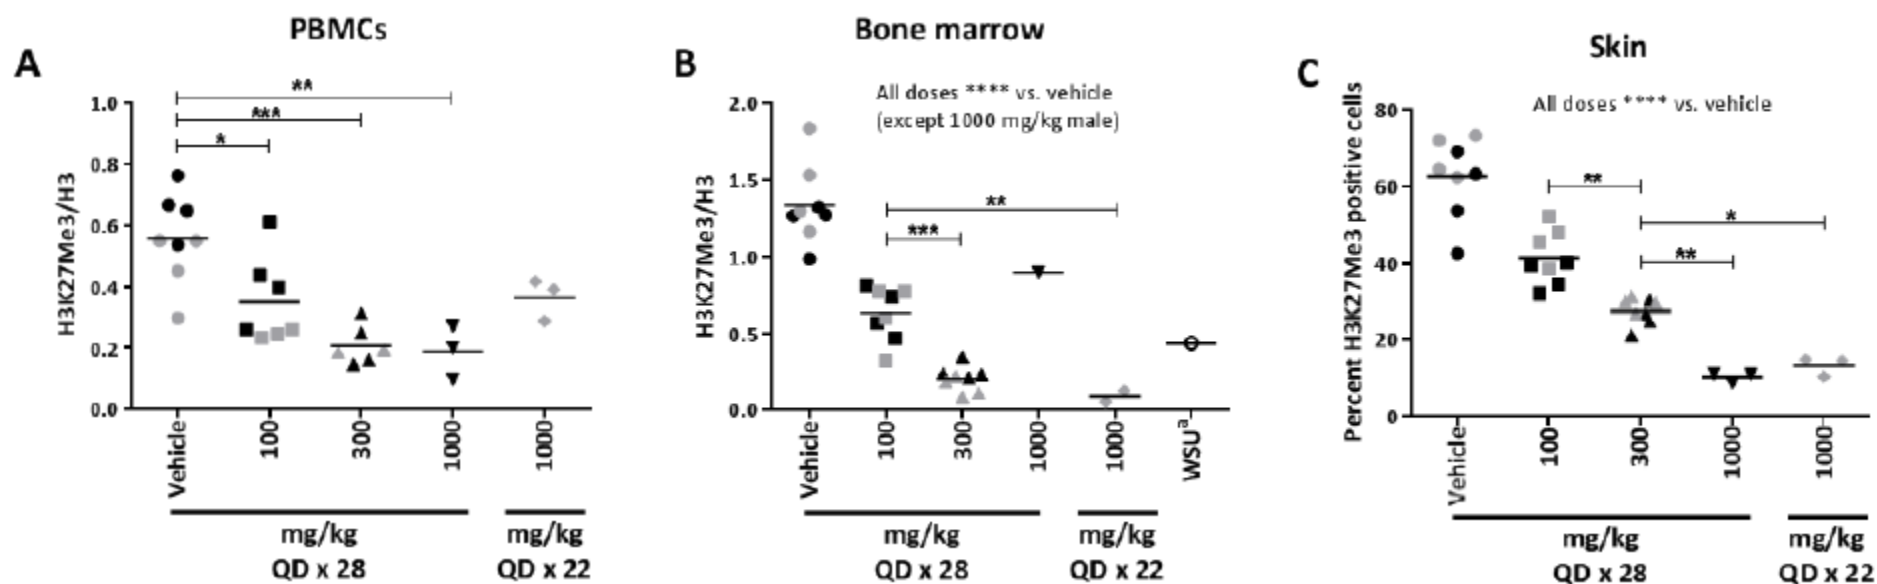 A
PBMCs
**
***
*
H3K27Me3/H3
1.0
0.8
0.6
0.4
0.2
0.0
Vehicle
100
300
1000
1000
mg/kg
QD x 28
mg/kg
QD x 22
B
Bone marrow
All doses **** vs. vehicle
(except 1000 mg/kg male)
**
***
H3K27Me3/H3
2.0
1.5
1.0
0.5
0.0
Vehicle
100
300
1000
1000
WSUª
mg/kg
QD x 28
mg/kg
QD x 22
C
Skin
All doses **** vs. vehicle
**
*
**
Percent H3K27Me3 positive cells
80
60
40
20
0
Vehicle
100
300
1000
1000
mg/kg
QD x 28
mg/kg
QD x 22